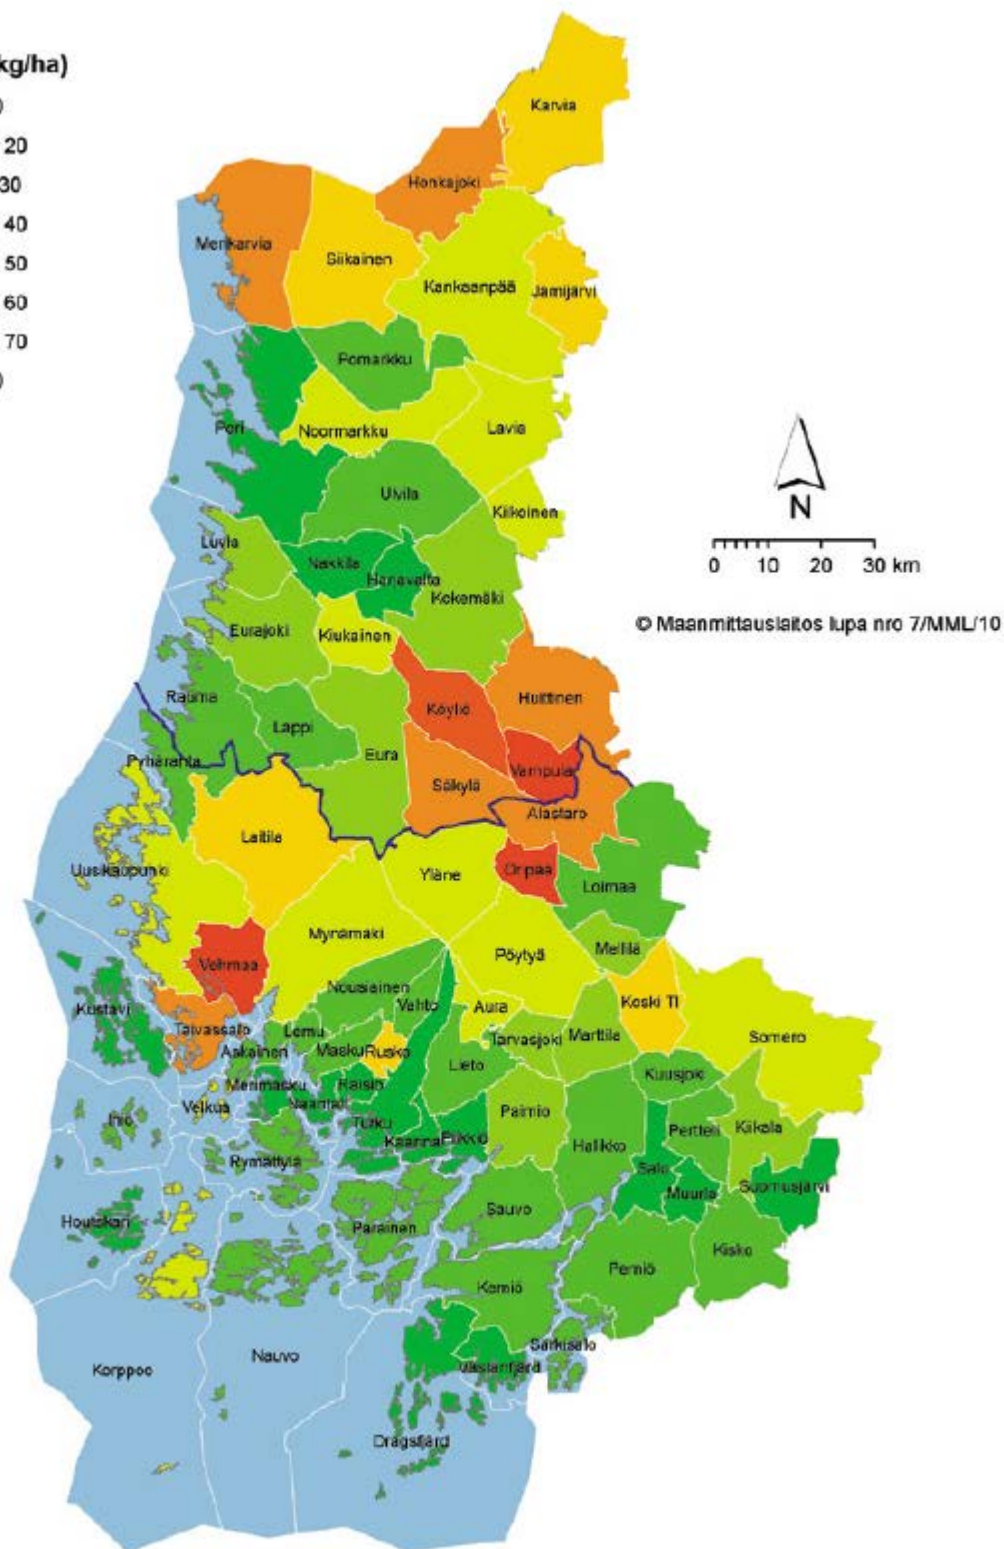 kg/ha)
)
20
30
40
50
60
70
)
Karvia
Honkajoki
Merikarvia
Siikainen
Kankaanpää
Jämijärvi
Pomarkku
Pori
Noormarkku
Lavia
Ulvila
Kiikoinen
N
0 10 20 30 km
© Maanmittauslaitos lupa nro 7/MML/10
Luvia
Nakkila
Harjavalta
Kokemäki
Eurajoki
Kiukainen
Rauma
Lappi
Köyliö
Huittinen
Eura
Vampula
Pyhäranta
Säkylä
Alastaro
Laitila
Uusikaupunki
Yläne
Oripää
Loimaa
Mynämäki
Mellilä
Vehmaa
Pöytyä
Nousiainen
Koski Tl
Kustavi
Vahto
Aura
Taivassalo
Lemu
Tarvasjoki
Marttila
Somero
Askainen
Masku
Rusko
Lieto
Merimasku
Raisio
Kuusjoki
Velkua
Naantali
Paimio
Iniö
Turku
Kaarina
Piikkiö
Halikko
Pertteli
Kiikala
Rymättylä
Salo
Muurla
Suomusjärvi
Houtskari
Parainen
Sauvo
Kisko
Perniö
Kemiö
Särkisalo
Korppoo
Nauvo
Västanfjärd
Dragsfjärd